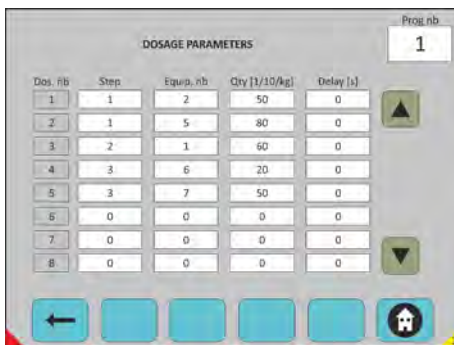 Prog nb
DOSAGE PARAMETERS
1
Dos. nb Step Equip. nb Qty [1/10/kg] Delay [s]
1 1 2 50 0
2 1 5 80 0
3 2 1 60 0
4 3 6 20 0
5 3 7 50 0
6 0 0 0 0
7 0 0 0 0
8 0 0 0 0